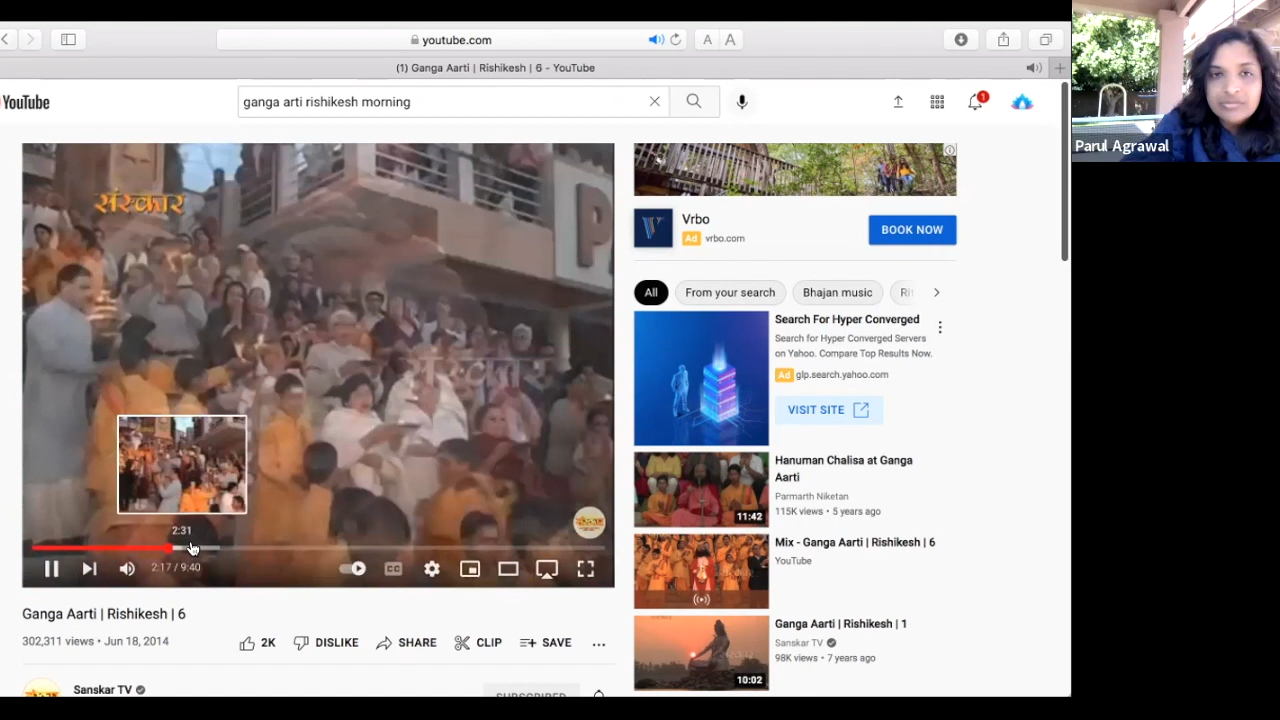 youtube.com
A A
(1) Ganga Aarti | Rishikesh | 6 - YouTube
YouTube
ganga arti rishikesh morning
1
Parul Agrawal
संस्कार
P
2:31
2:17 / 9:40
CC
Ganga Aarti | Rishikesh | 6
302,311 views • Jun 18, 2014
2K
DISLIKE
SHARE
CLIP
SAVE
Sanskar TV
SUBSCRIBED
Vrbo
Ad vrbo.com
BOOK NOW
All
From your search
Bhajan music
Rit
Search For Hyper Converged
Search for Hyper Converged Servers
on Yahoo. Compare Top Results Now.
Ad glp.search.yahoo.com
VISIT SITE
Hanuman Chalisa at Ganga
Aarti
Parmarth Niketan
115K views • 5 years ago
11:42
Mix - Ganga Aarti | Rishikesh | 6
YouTube
Ganga Aarti | Rishikesh | 1
Sanskar TV
98K views • 7 years ago
10:02